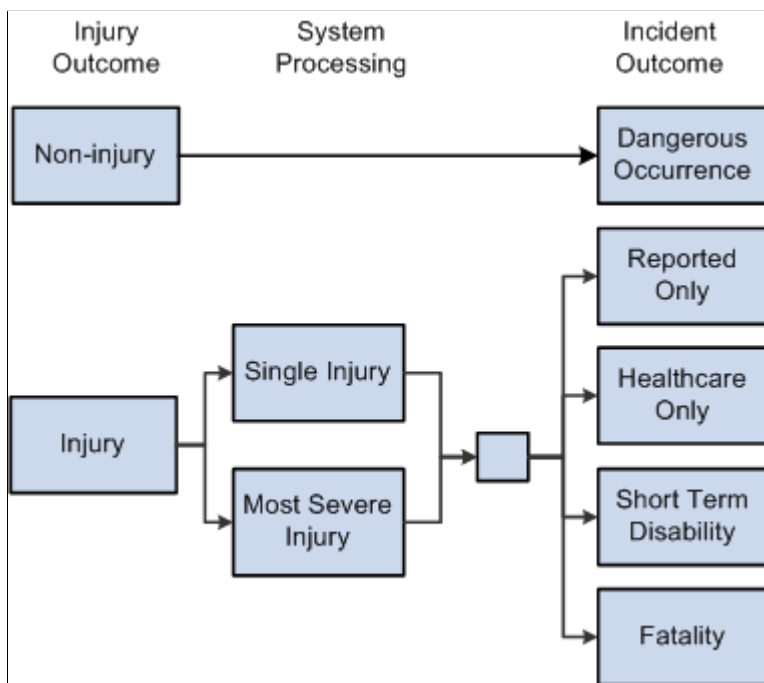 Injury
Outcome
System
Processing
Incident
Outcome
Non-injury
Dangerous
Occurrence
Reported
Only
Single Injury
Healthcare
Only
Injury
Most Severe
Injury
Short Term
Disability
Fatality